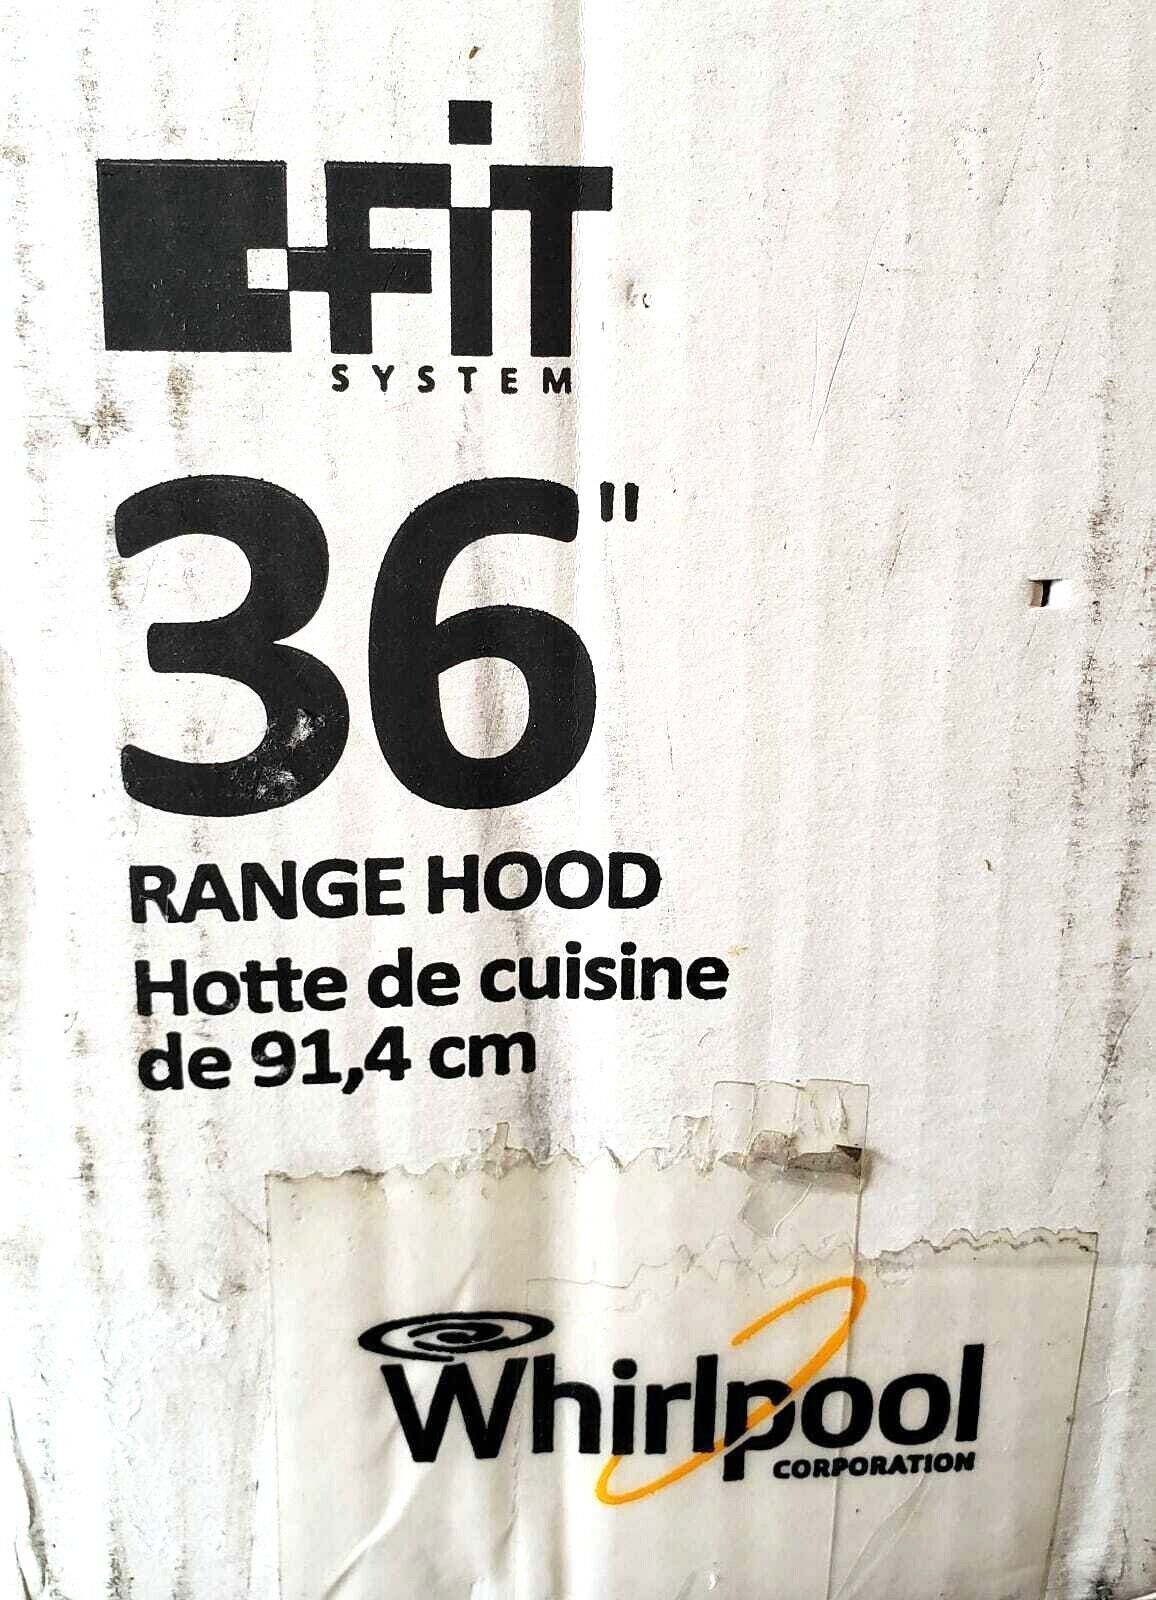 FIT
SYSTEM
36"
RANGE HOOD
Hotte de cuisine
de 91,4 cm
Whirlpool
CORPORATION